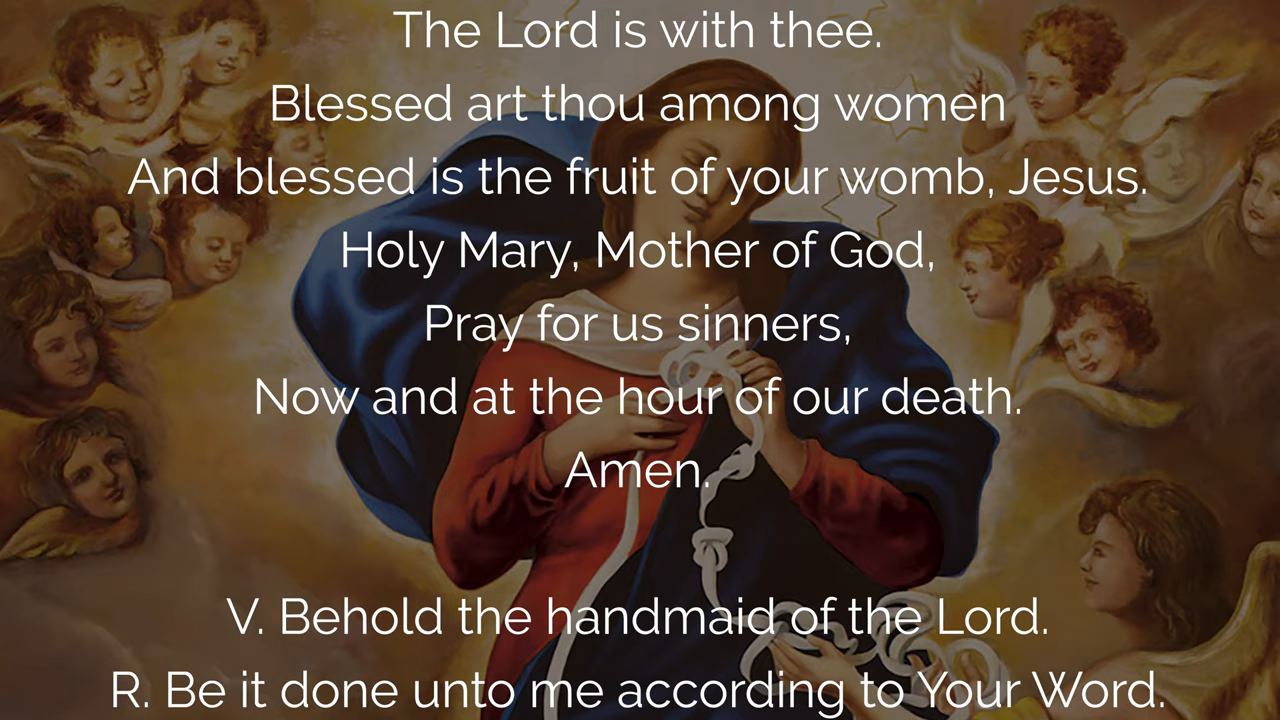 The Lord is with thee.
Blessed art thou among women
And blessed is the fruit of your womb, Jesus.
Holy Mary, Mother of God,
Pray for us sinners,
Now and at the hour of our death.
Amen.
V. Behold the handmaid of the Lord.
R. Be it done unto me according to Your Word.